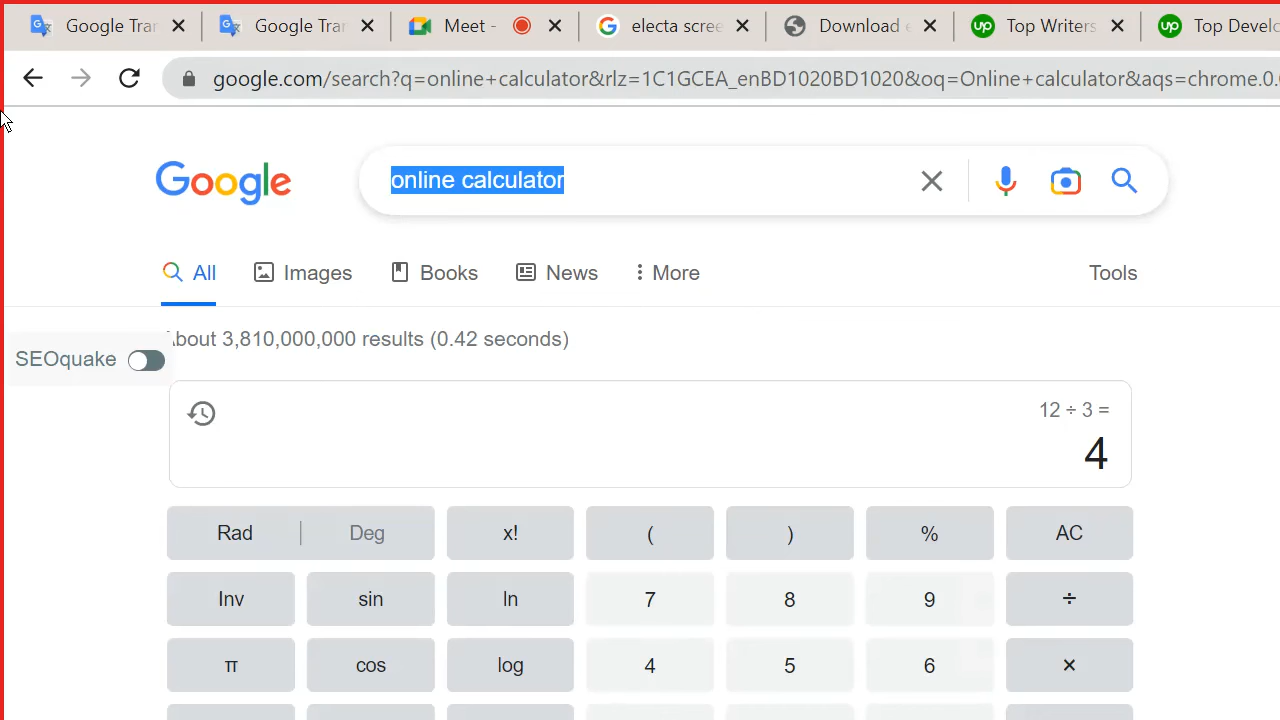 Google Tran
Google Tran
Meet -
electa scree
Download
Top Writers
Top Develo
google.com/search?q=online+calculator&rlz=1C1GCEA_enBD1020BD1020&oq=Online+calculator&aqs=chrome.0.
Google
online calculator
All
Images
Books
News
More
Tools
About 3,810,000,000 results (0.42 seconds)
SEOquake
12 ÷ 3 =
4
Rad | Deg x! ( ) % AC
Inv sin ln 7 8 9 ÷
π cos log 4 5 6 ×